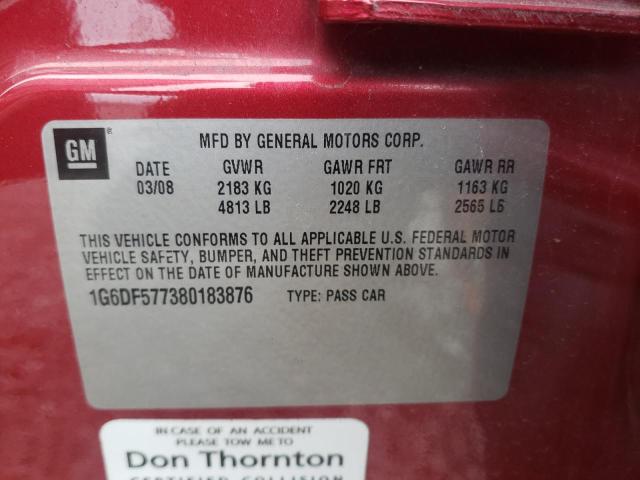 GM ®
MFD BY GENERAL MOTORS CORP.
DATE GVWR GAWR FRT GAWR RR
03/08 2183 KG 1020 KG 1163 KG
4813 LB 2248 LB 2565 LB
THIS VEHICLE CONFORMS TO ALL APPLICABLE U.S. FEDERAL MOTOR
VEHICLE SAFETY, BUMPER, AND THEFT PREVENTION STANDARDS IN
EFFECT ON THE DATE OF MANUFACTURE SHOWN ABOVE.
1G6DF577380183876 TYPE: PASS CAR
IN CASE OF AN ACCIDENT
PLEASE TOW ME TO
Don Thornton
CERTIFIED COLLISION